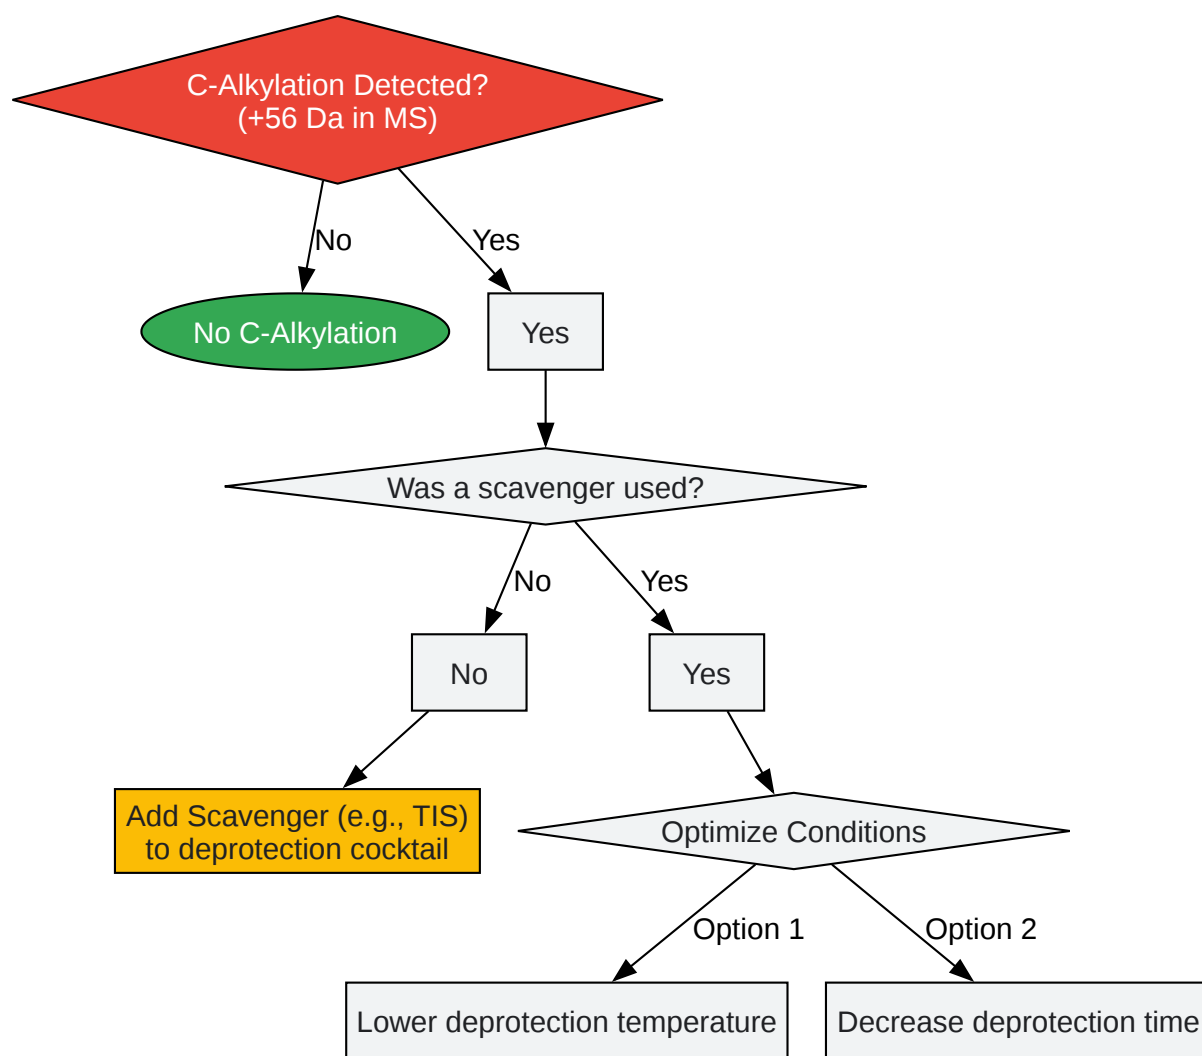 C-Alkylation Detected?
(+56 Da in MS)
No
Yes
No C-Alkylation
Yes
Was a scavenger used?
No
Yes
No
Yes
Add Scavenger (e.g., TIS)
to deprotection cocktail
Optimize Conditions
Option 1
Option 2
Lower deprotection temperature
Decrease deprotection time